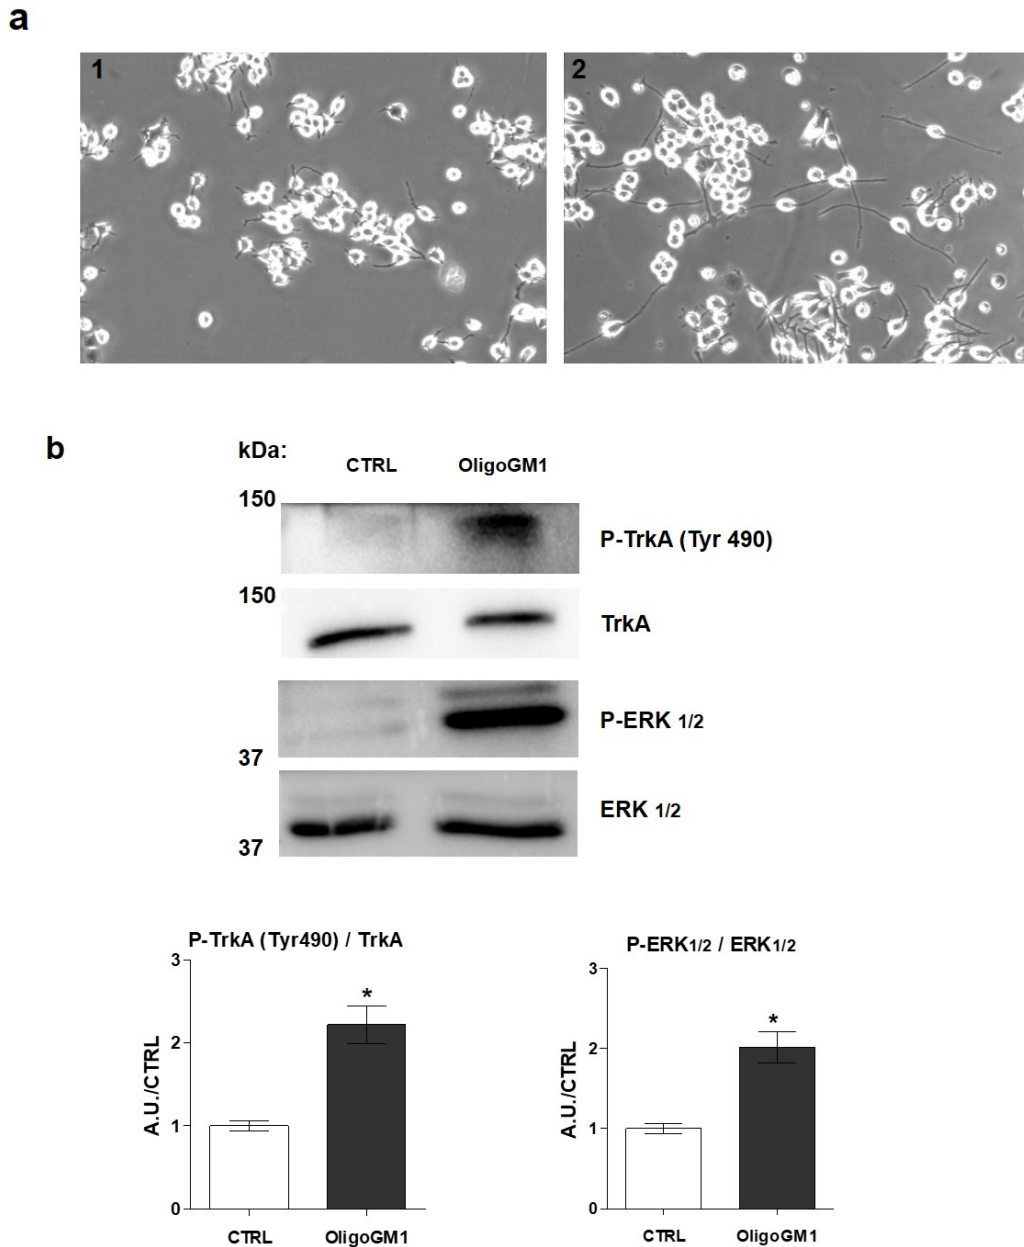 a
1
2
b
kDa:
CTRL OligoGM1
150
P-TrkA (Tyr 490)
150
TrkA
P-ERK 1/2
37
ERK 1/2
37
P-TrkA (Tyr490) / TrkA
3
*
2
A.U./CTRL
1
0
CTRL OligoGM1
P-ERK1/2 / ERK1/2
3
*
2
A.U./CTRL
1
0
CTRL OligoGM1